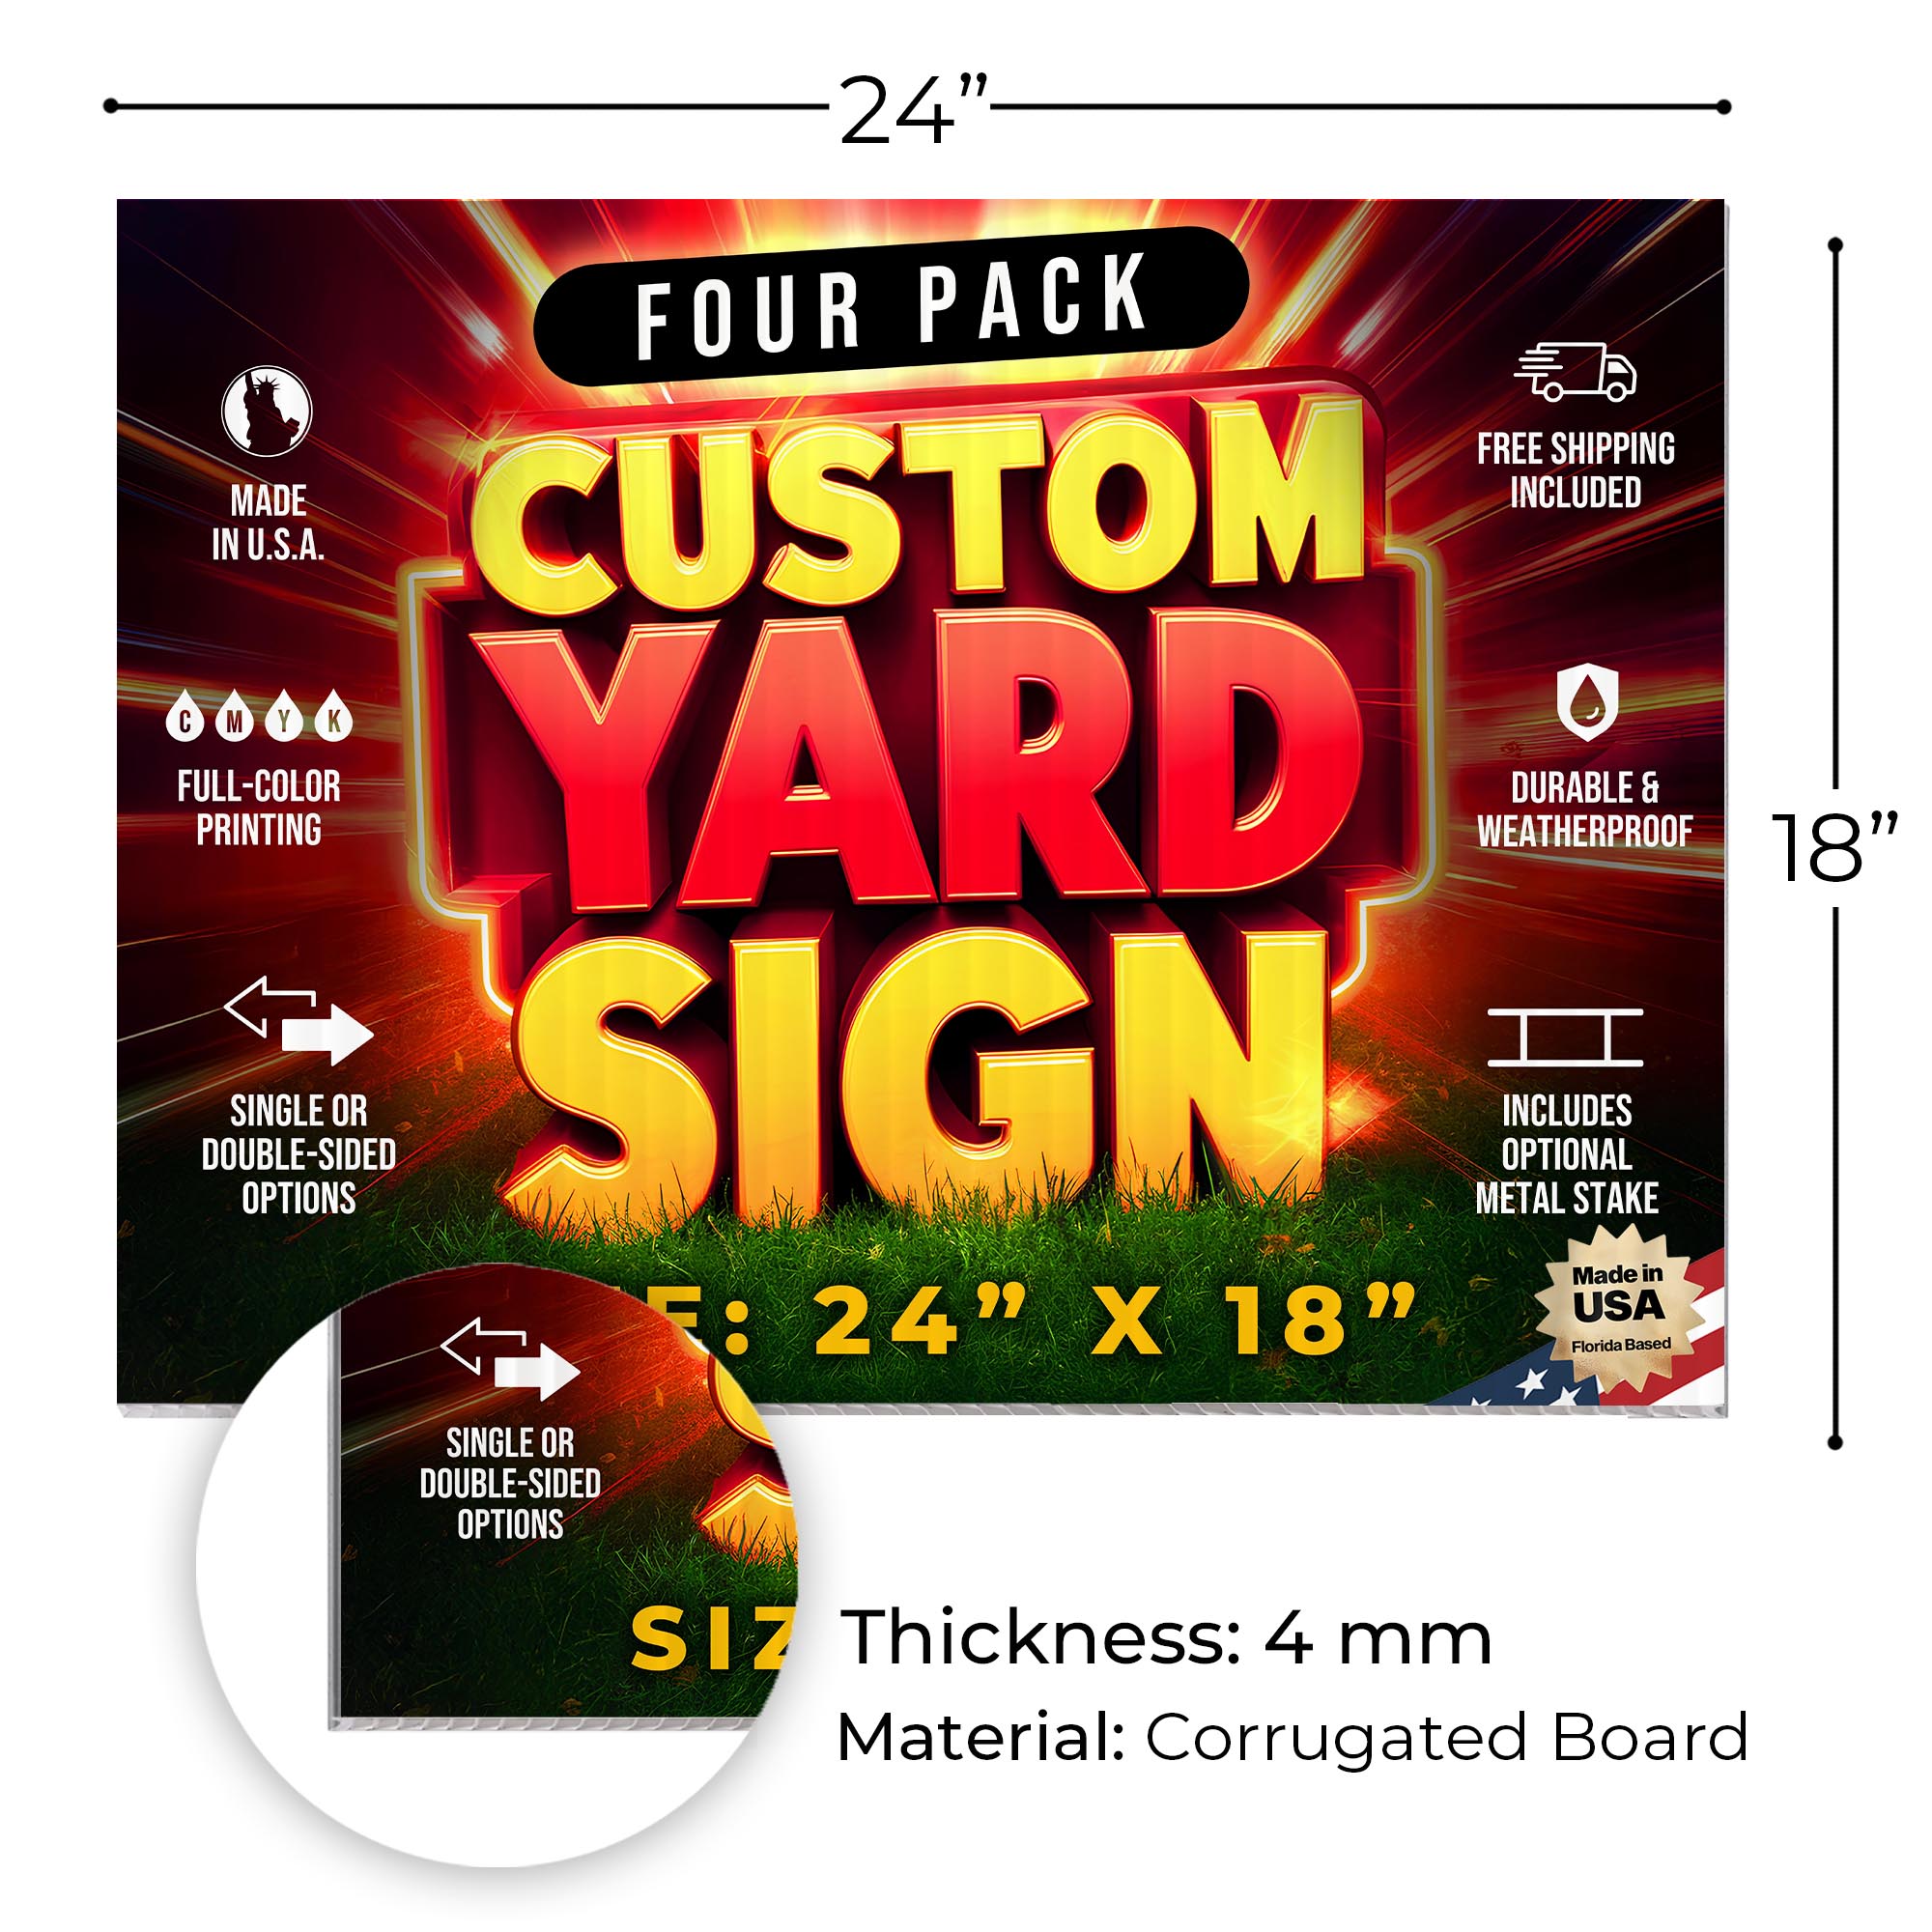 24”
FOUR PACK
CUSTOM
YARD
SIGN
MADE
IN U.S.A.
C M Y K
FULL-COLOR
PRINTING
SINGLE OR
DOUBLE-SIDED
OPTIONS
FREE SHIPPING
INCLUDED
DURABLE &
WEATHERPROOF
INCLUDES
OPTIONAL
METAL STAKE
18”
E: 24” X 18”
Made in
USA
Florida Based
SINGLE OR
DOUBLE-SIDED
OPTIONS
SIZ
Thickness: 4 mm
Material: Corrugated Board